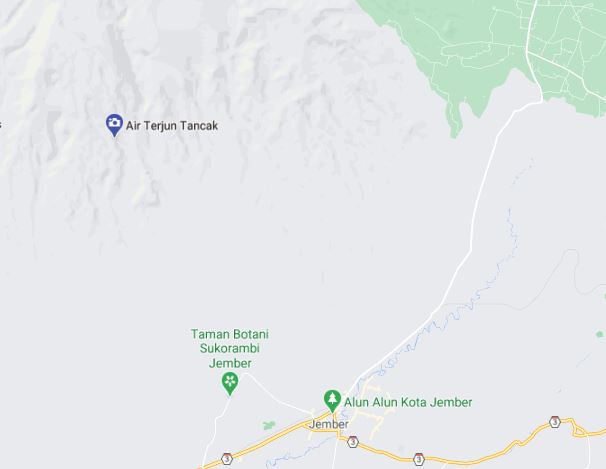 Air Terjun Tancak
Taman Botani
Sukorambi
Jember
Alun Alun Kota Jember
Jember
3
3
3
3